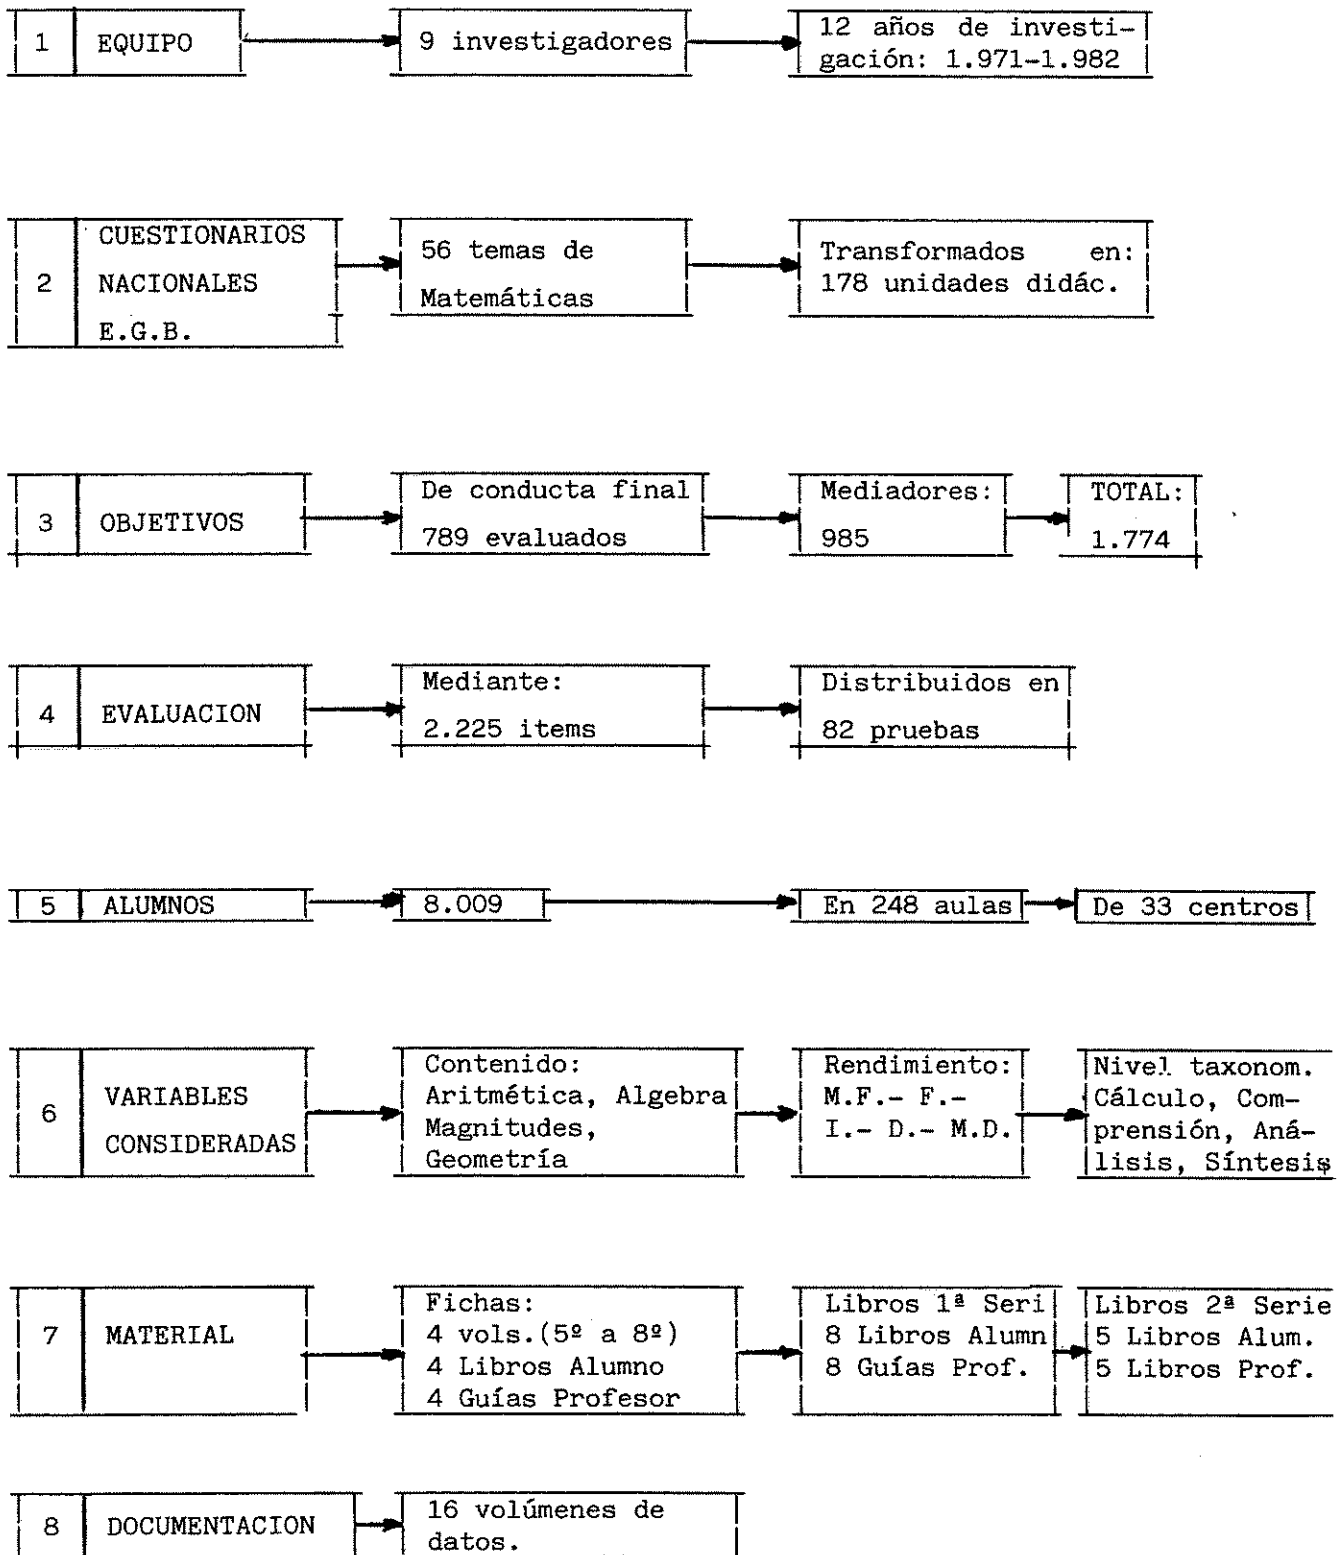 1 EQUIPO
9 investigadores
12 años de investi-
gación: 1.971-1.982
2
CUESTIONARIOS
NACIONALES
E.G.B.
56 temas de
Matemáticas
Transformados en:
178 unidades didác.
3 OBJETIVOS
De conducta final
789 evaluados
Mediadores:
985
TOTAL:
1.774
4 EVALUACION
Mediante:
2.225 items
Distribuidos en
82 pruebas
5 ALUMNOS
8.009
En 248 aulas
De 33 centros
6
VARIABLES
CONSIDERADAS
Contenido:
Aritmética, Algebra
Magnitudes,
Geometría
Rendimiento:
M.F.- F.-
I.- D.- M.D.
Nivel taxonom.
Cálculo, Com-
prensión, Aná-
lisis, Síntesis
7 MATERIAL
Fichas:
4 vols.(5º a 8º)
4 Libros Alumno
4 Guías Profesor
Libros 1ª Seri
8 Libros Alumn
8 Guías Prof.
Libros 2ª Serie
5 Libros Alum.
5 Libros Prof.
8 DOCUMENTACION
16 volúmenes de
datos.